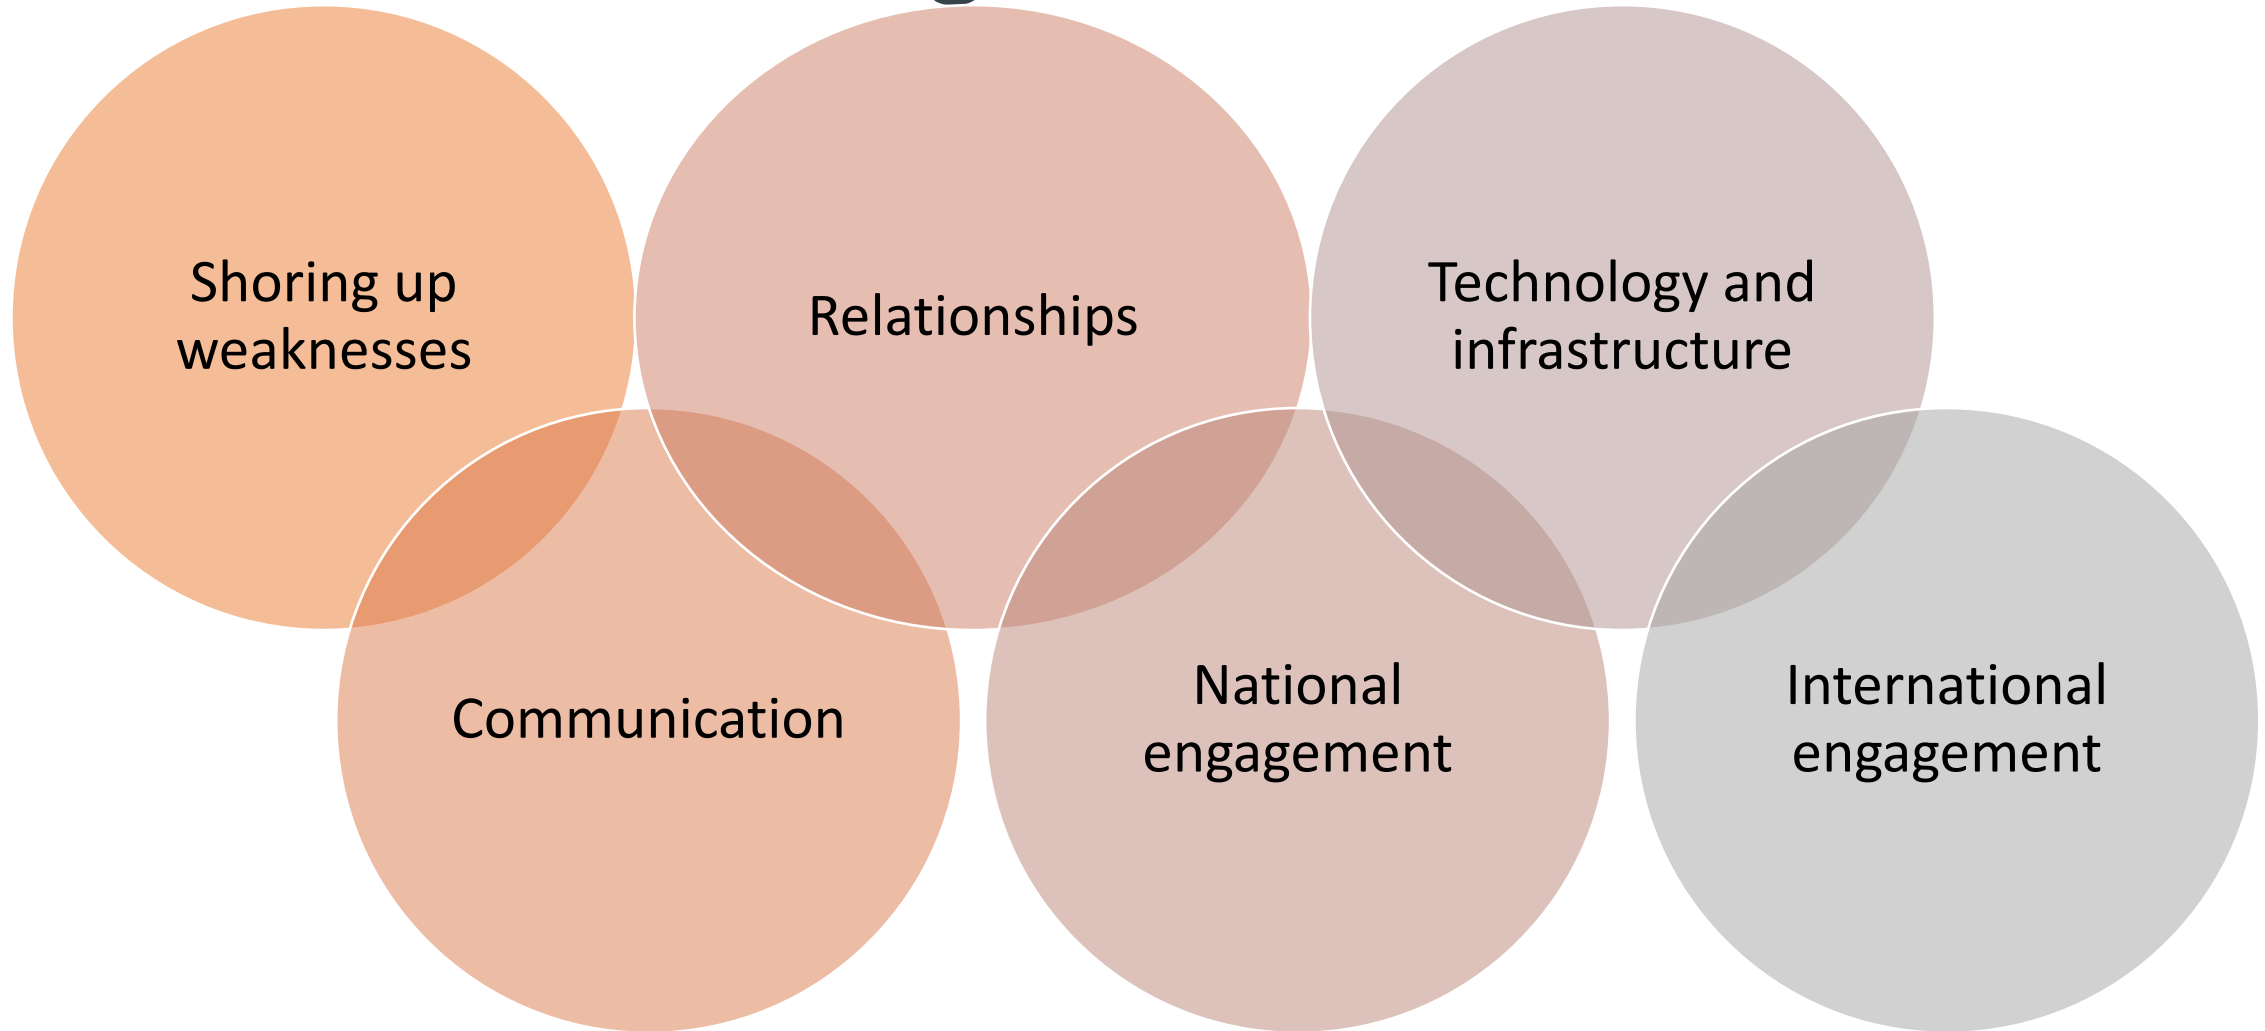 Shoring up
weaknesses
Relationships
Technology and
infrastructure
Communication
National
engagement
International
engagement